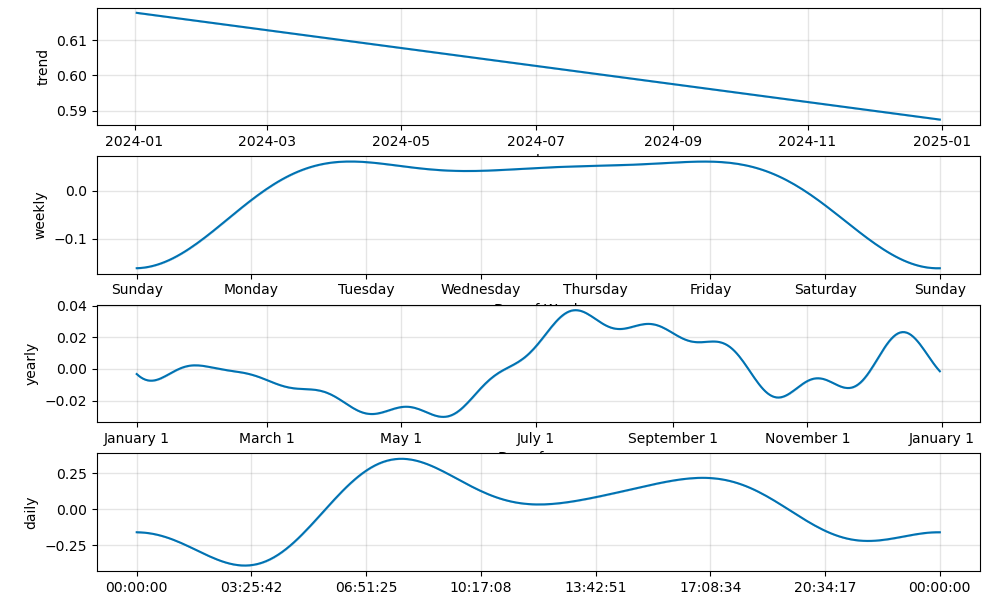 trend
0.61
0.60
0.59
2024-01 2024-03 2024-05 2024-07 2024-09 2024-11 2025-01
weekly
0.0
−0.1
Sunday Monday Tuesday Wednesday Thursday Friday Saturday Sunday
yearly
0.04
0.02
0.00
−0.02
January 1 March 1 May 1 July 1 September 1 November 1 January 1
daily
0.25
0.00
−0.25
00:00:00 03:25:42 06:51:25 10:17:08 13:42:51 17:08:34 20:34:17 00:00:00